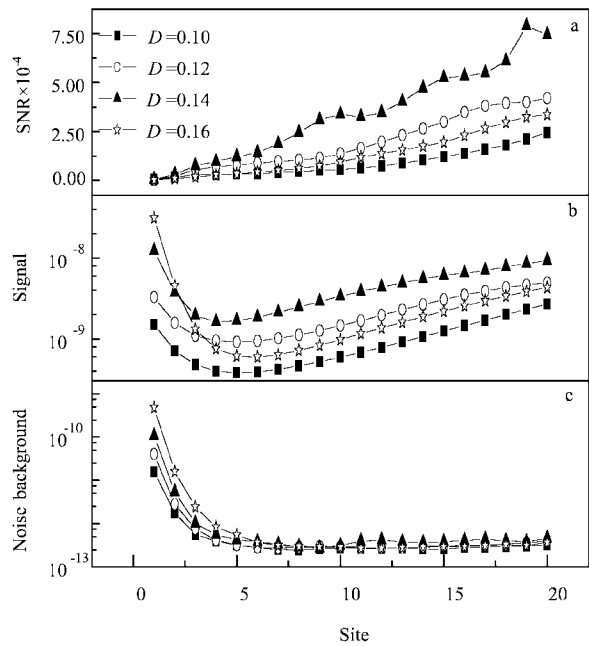 a
7.50
5.00
2.50
0.00
SNR×10⁻⁴
D=0.10
D=0.12
D=0.14
D=0.16
b
10⁻⁸
10⁻⁹
Signal
c
10⁻¹⁰
10⁻¹³
Noise background
0 5 10 15 20
Site